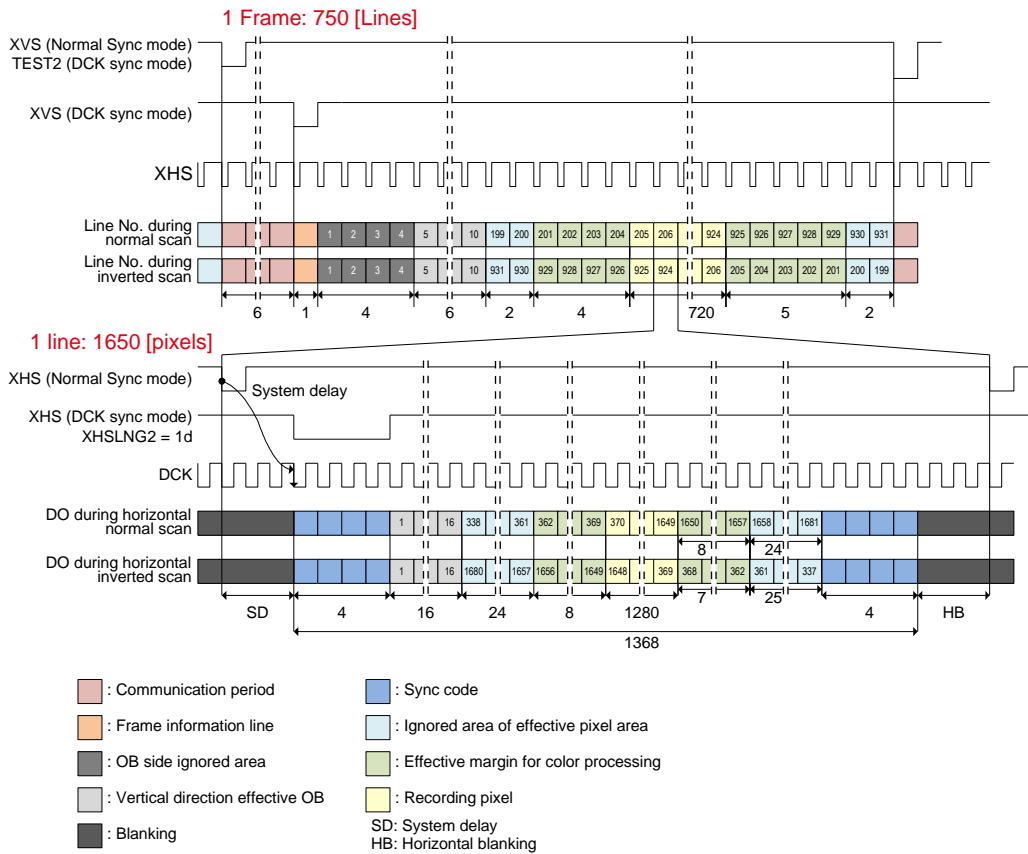 1 Frame: 750 [Lines]
XVS (Normal Sync mode)
TEST2 (DCK sync mode)
XVS (DCK sync mode)
XHS
Line No. during
normal scan
1 2 3 4 5 10 199 200 201 202 203 204 205 206 924 925 926 927 928 929 930 931
Line No. during
inverted scan
1 2 3 4 5 10 931 930 929 928 927 926 925 924 206 205 204 203 202 201 200 199
6 1 4 6 2 4 720 5 2
1 line: 1650 [pixels]
XHS (Normal Sync mode)
System delay
XHS (DCK sync mode)
XHSLNG2 = 1d
DCK
DO during horizontal
normal scan
1 16 338 361 362 369 370 1649 1650 1657 1658 1681
8 24
DO during horizontal
inverted scan
1 16 1680 1657 1656 1649 1648 369 368 362 361 337
7 25
SD 4 16 24 8 1280 4 HB
1368
: Communication period
: Sync code
: Frame information line
: Ignored area of effective pixel area
: OB side ignored area
: Effective margin for color processing
: Vertical direction effective OB
: Recording pixel
: Blanking
SD: System delay
HB: Horizontal blanking